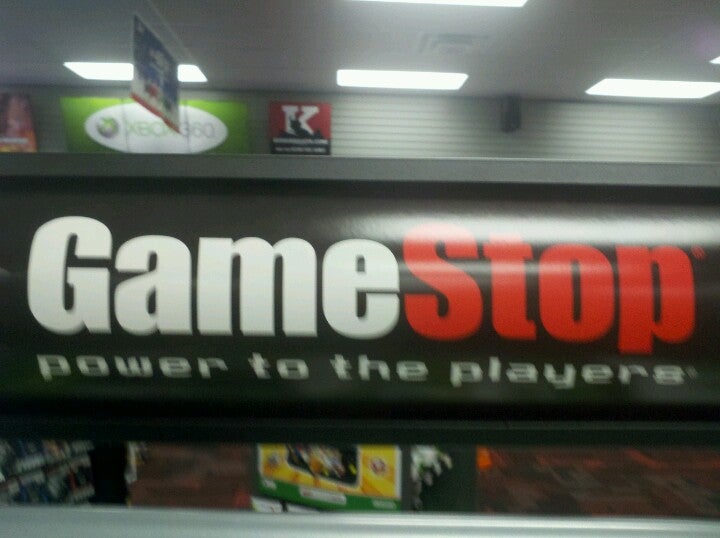 XBOX 360
K
GameStop
power to the players